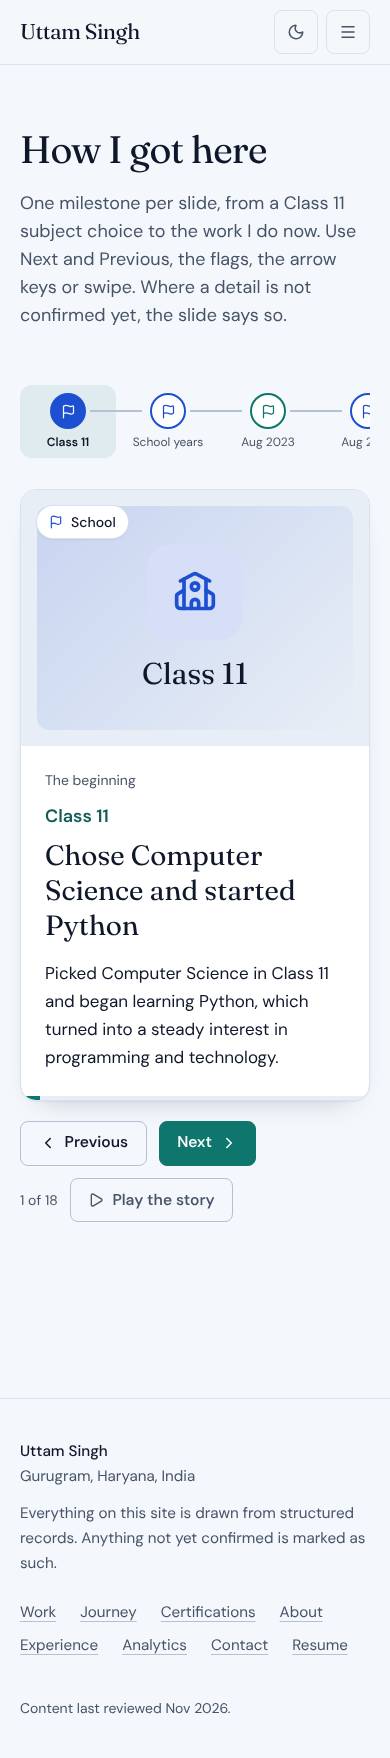 Uttam Singh
How I got here
One milestone per slide, from a Class 11
subject choice to the work I do now. Use
Next and Previous, the flags, the arrow
keys or swipe. Where a detail is not
confirmed yet, the slide says so.
Class 11
School years
Aug 2023
Aug 2
School
Class 11
The beginning
Class 11
Chose Computer
Science and started
Python
Picked Computer Science in Class 11
and began learning Python, which
turned into a steady interest in
programming and technology.
Previous
Next
1 of 18
Play the story
Uttam Singh
Gurugram, Haryana, India
Everything on this site is drawn from structured
records. Anything not yet confirmed is marked as
such.
Work Journey Certifications About
Experience Analytics Contact Resume
Content last reviewed Nov 2026.